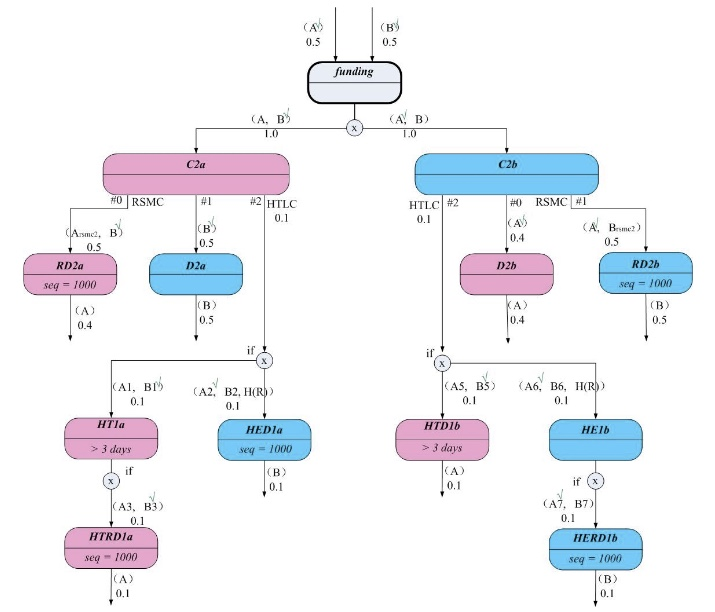 (A√) (B√)
0.5 0.5
funding
(A, B√) x (A√, B)
1.0 1.0
C2a C2b
#0 RSMC #1 #2 HTLC 0.1
HTLC 0.1 #2 #0 RSMC #1
(Arsmc2, B√) 0.5
(B√) 0.5
(A√) 0.4
(A√, Brsmc2) 0.5
RD2a D2a D2b RD2b
seq = 1000 seq = 1000
(A) (B) (A) (B)
0.4 0.5 0.4 0.5
if x if x
(A1, B1√) (A2√, B2, H(R)) (A5, B5√) (A6√, B6, H(R))
0.1 0.1 0.1 0.1
HT1a HED1a HTD1b HE1b
> 3 days seq = 1000 > 3 days
if x (B) (A) if x
0.1 0.1
(A3, B3√) (A7√, B7)
0.1 0.1
HTRD1a HERD1b
seq = 1000 seq = 1000
(A) (B)
0.1 0.1